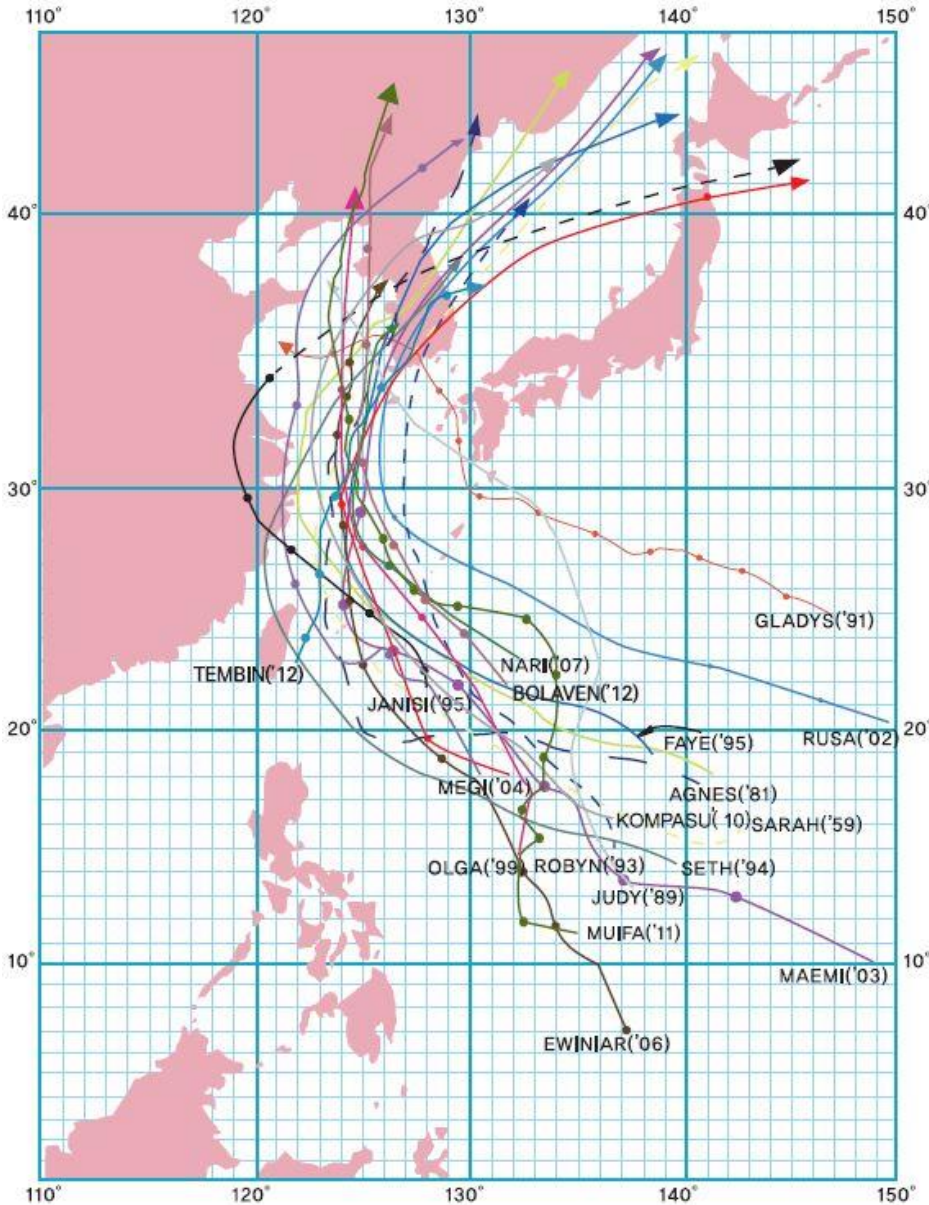 110° 120° 130° 140° 150°
40° 40°
30° 30°
GLADYS('91)
NARI('07)
TEMBIN('12)
BOLAVEN('12)
JANISI('95)
20° 20°
FAYE('95)
RUSA('02)
MEGI('04)
AGNES('81)
KOMPASU('10) SARAH('59)
OLGA('99) ROBYN('93) SETH('94)
JUDY('89)
MUIFA('11)
10° 10°
MAEMI('03)
EWINIAR('06)
110° 120° 130° 140° 150°